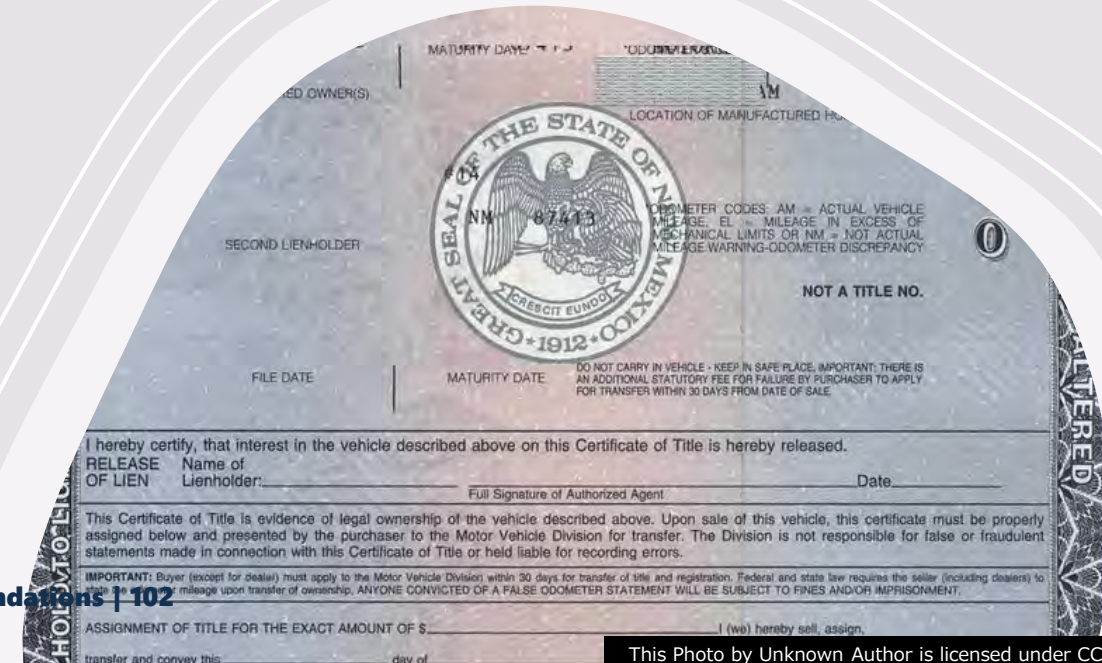 MATURITY DATE
ED OWNER(S)
AM
LOCATION OF MANUFACTURED
GREAT SEAL OF THE STATE OF NEW MEXICO
#14
NM 87413
CRESCIT EUNDO
•1912•
SECOND LIENHOLDER
*ODOMETER CODES: AM = ACTUAL VEHICLE
MILEAGE, EL = MILEAGE IN EXCESS OF
MECHANICAL LIMITS OR NM = NOT ACTUAL
MILEAGE WARNING-ODOMETER DISCREPANCY
0
NOT A TITLE NO.
FILE DATE
MATURITY DATE
DO NOT CARRY IN VEHICLE - KEEP IN SAFE PLACE, IMPORTANT: THERE IS
AN ADDITIONAL STATUTORY FEE FOR FAILURE BY PURCHASER TO APPLY
FOR TRANSFER WITHIN 30 DAYS FROM DATE OF SALE.
I hereby certify, that interest in the vehicle described above on this Certificate of Title is hereby released.
RELEASE Name of
OF LIEN Lienholder: Date
Full Signature of Authorized Agent
This Certificate of Title is evidence of legal ownership of the vehicle described above. Upon sale of this vehicle, this certificate must be properly
assigned below and presented by the purchaser to the Motor Vehicle Division for transfer. The Division is not responsible for false or fraudulent
statements made in connection with this Certificate of Title or held liable for recording errors.
IMPORTANT: Buyer (except for dealer) must apply to the Motor Vehicle Division within 30 days for transfer of title and registration. Federal and state law requires the seller (including dealers) to
mileage upon transfer of ownership, ANYONE CONVICTED OF A FALSE ODOMETER STATEMENT WILL BE SUBJECT TO FINES AND/OR IMPRISONMENT.
ndations | 102
ASSIGNMENT OF TITLE FOR THE EXACT AMOUNT OF $ I (we) hereby sell, assign,
transfer and convey this day of
ALTERED
HOLD TO LIG
This Photo by Unknown Author is licensed under CC